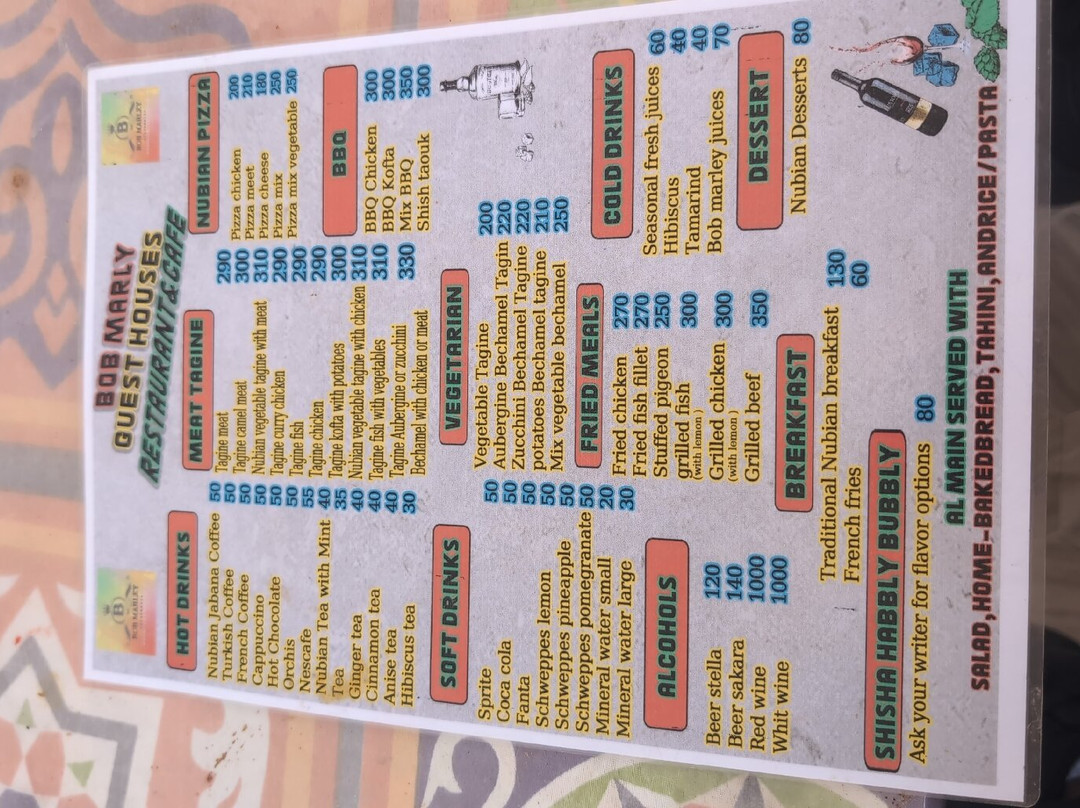 BOB MARLY
GUEST HOUSES
RESTAURANT&CAFE
BOB MARLEY
BOB MARLEY
HOT DRINKS
Nubian Jabana Coffee 50
Turkish Coffee 50
French Coffee 50
Cappuccino 50
Hot Chocolate 50
Orchis 50
Nescafe 55
Nubian Tea with Mint 40
Tea 35
Ginger tea 40
Cinnamon tea 40
Anise tea 40
Hibiscus tea 30
SOFT DRINKS
Sprite 50
Coca cola 50
Fanta 50
Schweppes lemon 50
Schweppes pineapple 50
Schweppes pomegranate 50
Mineral water small 20
Mineral water large 30
ALCOHOLS
Beer stella 120
Beer sakara 140
Red wine 1000
Whit wine 1000
MEAT TAGINE
Tagine meat 290
Tagine cammel meat 300
Nubian vegetable tagine with meat 310
Tagine curry chicken 290
Tagine fish 290
Tagine chicken 290
Tagine kofta with potatoes 300
Nubian vegetable tagine with chicken 310
Tagine fish with vegetables 310
Tagine Aubergine or zucchini
Bechamel with chicken or meat 330
VEGETARIAN
Vegetable Tagine 200
Aubergine Bechamel Tagin 220
Zucchini Bechamel Tagine 220
potatoes Bechamel tagine 210
Mix vegetable bechamel 250
FRIED MEALS
Fried chicken 270
Fried fish fillet 270
Stuffed pigeon 250
grilled fish 300
(with lemon)
Grilled chicken 300
(with lemon)
Grilled beef 350
BREAKFAST
Traditional Nubian breakfast 130
French fries 60
NUBIAN PIZZA
Pizza chicken 200
Pizza meet 210
Pizza cheese 180
Pizza mix 250
Pizza mix vegetable 250
BBQ
BBQ Chicken 300
BBQ Kofta 300
Mix BBQ 350
Shish taouk 300
COLD DRINKS
Seasonal fresh juices 60
Hibiscus 40
Tamarind 40
Bob marley juices 70
DESSERT
Nubian Desserts 80
SHISHA HABBLY BUBBLY
Ask your writer for flavor options 80
AL MAIN SERVED WITH
SALAD,HOME-BAKEDBREAD,TAHINI,ANDRICE/PASTA